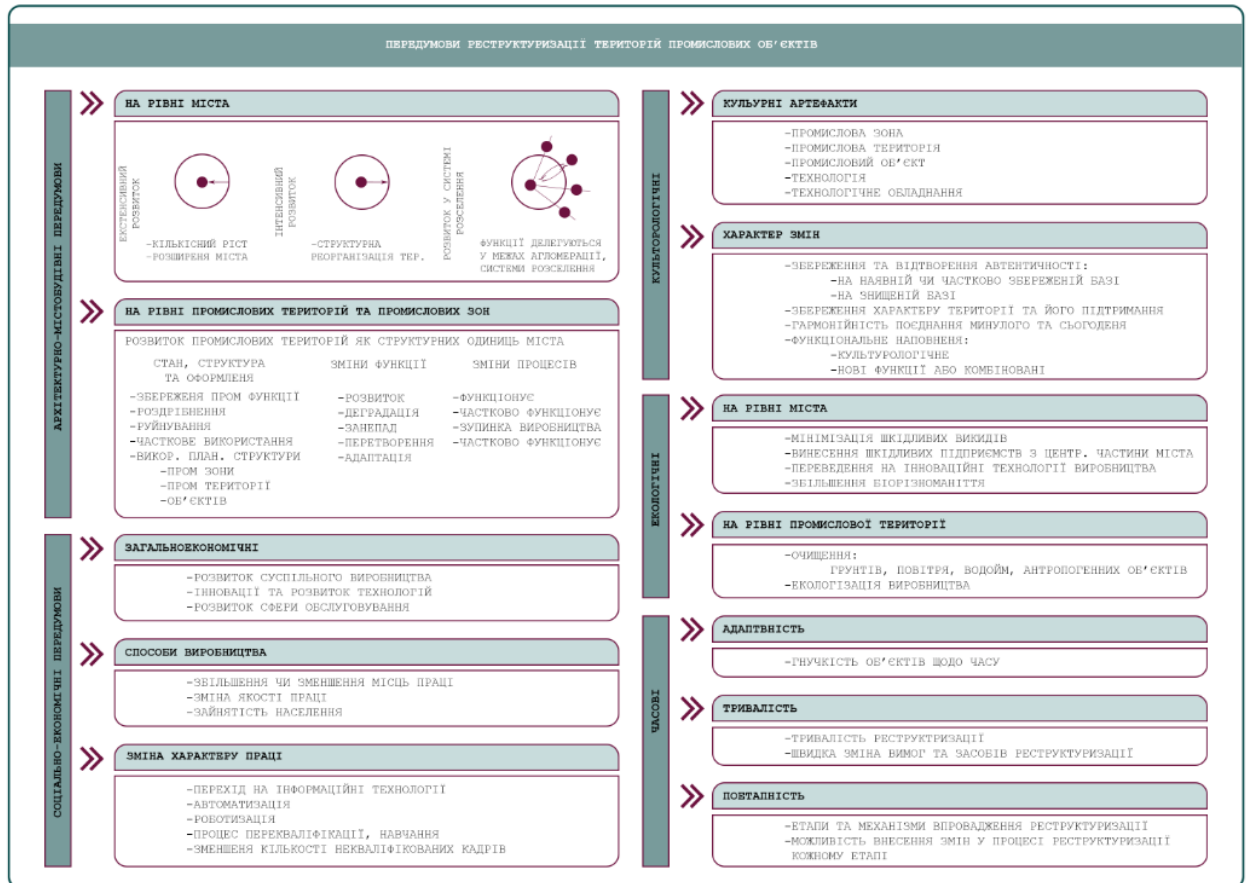 ПЕРЕДУМОВИ РЕСТРУКТУРИЗАЦІЇ ТЕРИТОРІЙ ПРОМИСЛОВИХ ОБ'ЄКТІВ
АРХІТЕКТУРНО-МІСТОБУДІВНІ ПЕРЕДУМОВИ
НА РІВНІ МІСТА
ЕКСТЕНСИВНИЙ
РОЗВИТОК
-КІЛЬКІСНИЙ РІСТ
-РОЗШИРЕНЯ МІСТА
ІНТЕНСИВНИЙ
РОЗВИТОК
-СТРУКТУРНА
РЕОРГАНІЗАЦІЯ ТЕР.
РОЗВИТОК У СИСТЕМІ
РОЗСЕЛЕННЯ
ФУНКЦІЇ ДЕЛЕГУЮТЬСЯ
У МЕЖАХ АГЛОМЕРАЦІЇ,
СИСТЕМИ РОЗСЕЛЕННЯ
НА РІВНІ ПРОМИСЛОВИХ ТЕРИТОРІЙ ТА ПРОМИСЛОВИХ ЗОН
РОЗВИТОК ПРОМИСЛОВИХ ТЕРИТОРІЙ ЯК СТРУКТУРНИХ ОДИНИЦЬ МІСТА
СТАН, СТРУКТУРА
ТА ОФОРМЛЕНЯ
-ЗБЕРЕЖЕНЯ ПРОМ ФУНКЦІЇ
-РОЗДРІБНЕННЯ
-РУЙНУВАННЯ
-ЧАСТКОВЕ ВИКОРИСТАННЯ
-ВИКОР. ПЛАН. СТРУКТУРИ
-ПРОМ ЗОНИ
-ПРОМ ТЕРИТОРІЇ
-ОБ'ЄКТІВ
ЗМІНИ ФУНКЦІЇ
-РОЗВИТОК
-ДЕГРАДАЦІЯ
-ЗАНЕПАД
-ПЕРЕТВОРЕННЯ
-АДАПТАЦІЯ
ЗМІНИ ПРОЦЕСІВ
-ФУНКЦІОНУЄ
-ЧАСТКОВО ФУНКЦІОНУЄ
-ЗУПИНКА ВИРОБНИЦТВА
-ЧАСТКОВО ФУНКЦІОНУЄ
СОЦІАЛЬНО-ЕКОНОМІЧНІ ПЕРЕДУМОВИ
ЗАГАЛЬНОЕКОНОМІЧНІ
-РОЗВИТОК СУСПІЛЬНОГО ВИРОБНИЦТВА
-ІННОВАЦІЇ ТА РОЗВИТОК ТЕХНОЛОГІЙ
-РОЗВИТОК СФЕРИ ОБСЛУГОВУВАННЯ
СПОСОБИ ВИРОБНИЦТВА
-ЗБІЛЬШЕННЯ ЧИ ЗМЕНШЕННЯ МІСЦЬ ПРАЦІ
-ЗМІНА ЯКОСТІ ПРАЦІ
-ЗАЙНЯТІСТЬ НАСЕЛЕННЯ
ЗМІНА ХАРАКТЕРУ ПРАЦІ
-ПЕРЕХІД НА ІНФОРМАЦІЙНІ ТЕХНОЛОГІЇ
-АВТОМАТИЗАЦІЯ
-РОБОТИЗАЦІЯ
-ПРОЦЕС ПЕРЕКВАЛІФІКАЦІЇ, НАВЧАННЯ
-ЗМЕНШЕНЯ КІЛЬКОСТІ НЕКВАЛІФІКОВАНИХ КАДРІВ
КУЛЬТОРОЛОГІЧНІ
КУЛЬУРНІ АРТЕФАКТИ
-ПРОМИСЛОВА ЗОНА
-ПРОМИСЛОВА ТЕРИТОРІЯ
-ПРОМИСЛОВИЙ ОБ'ЄКТ
-ТЕХНОЛОГІЯ
-ТЕХНОЛОГІЧНЕ ОБЛАДНАННЯ
ХАРАКТЕР ЗМІН
-ЗБЕРЕЖЕННЯ ТА ВІДТВОРЕННЯ АВТЕНТИЧНОСТІ:
-НА НАЯВНІЙ ЧИ ЧАСТКОВО ЗБЕРЕЖЕНІЙ БАЗІ
-НА ЗНИЩЕНІЙ БАЗІ
-ЗБЕРЕЖЕННЯ ХАРАКТЕРУ ТЕРИТОРІЇ ТА ЙОГО ПІДТРИМАННЯ
-ГАРМОНІЙНІСТЬ ПОЄДНАННЯ МИНУЛОГО ТА СЬОГОДЕНЯ
-ФУНКЦІОНАЛЬНЕ НАПОВНЕНЯ:
-КУЛЬТУРОЛОГІЧНЕ
-НОВІ ФУНКЦІЇ АБО КОМБІНОВАНІ
ЕКОЛОГІЧНІ
НА РІВНІ МІСТА
-МІНІМІЗАЦІЯ ШКІДЛИВИХ ВИКИДІВ
-ВИНЕСЕННЯ ШКІДЛИВИХ ПІДПРИЄМСТВ З ЦЕНТР. ЧАСТИНИ МІСТА
-ПЕРЕВЕДЕННЯ НА ІННОВАЦІЙНІ ТЕХНОЛОГІЇ ВИРОБНИЦТВА
-ЗБІЛЬШЕННЯ БІОРІЗНОМАНІТТЯ
НА РІВНІ ПРОМИСЛОВОЇ ТЕРИТОРІЇ
-ОЧИЩЕННЯ:
ГРУНТІВ, ПОВІТРЯ, ВОДОЙМ, АНТРОПОГЕННИХ ОБ'ЄКТІВ
-ЕКОЛОГІЗАЦІЯ ВИРОБНИЦТВА
ЧАСОВІ
АДАПТВНІСТЬ
-ГНУЧКІСТЬ ОБ'ЄКТІВ ЩОДО ЧАСУ
ТРИВАЛІСТЬ
-ТРИВАЛІСТЬ РЕСТРУКТРИЗАЦІЇ
-ШВИДКА ЗМІНА ВИМОГ ТА ЗАСОБІВ РЕСТРУКТУРИЗАЦІЇ
ПОЕТАПНІСТЬ
-ЕТАПИ ТА МЕХАНІЗМИ ВПРОВАДЖЕННЯ РЕСТРУКТУРИЗАЦІЇ
-МОЖЛИВІСТЬ ВНЕСЕННЯ ЗМІН У ПРОЦЕСІ РЕСТРУКТУРИЗАЦІЇ
КОЖНОМУ ЕТАПІ